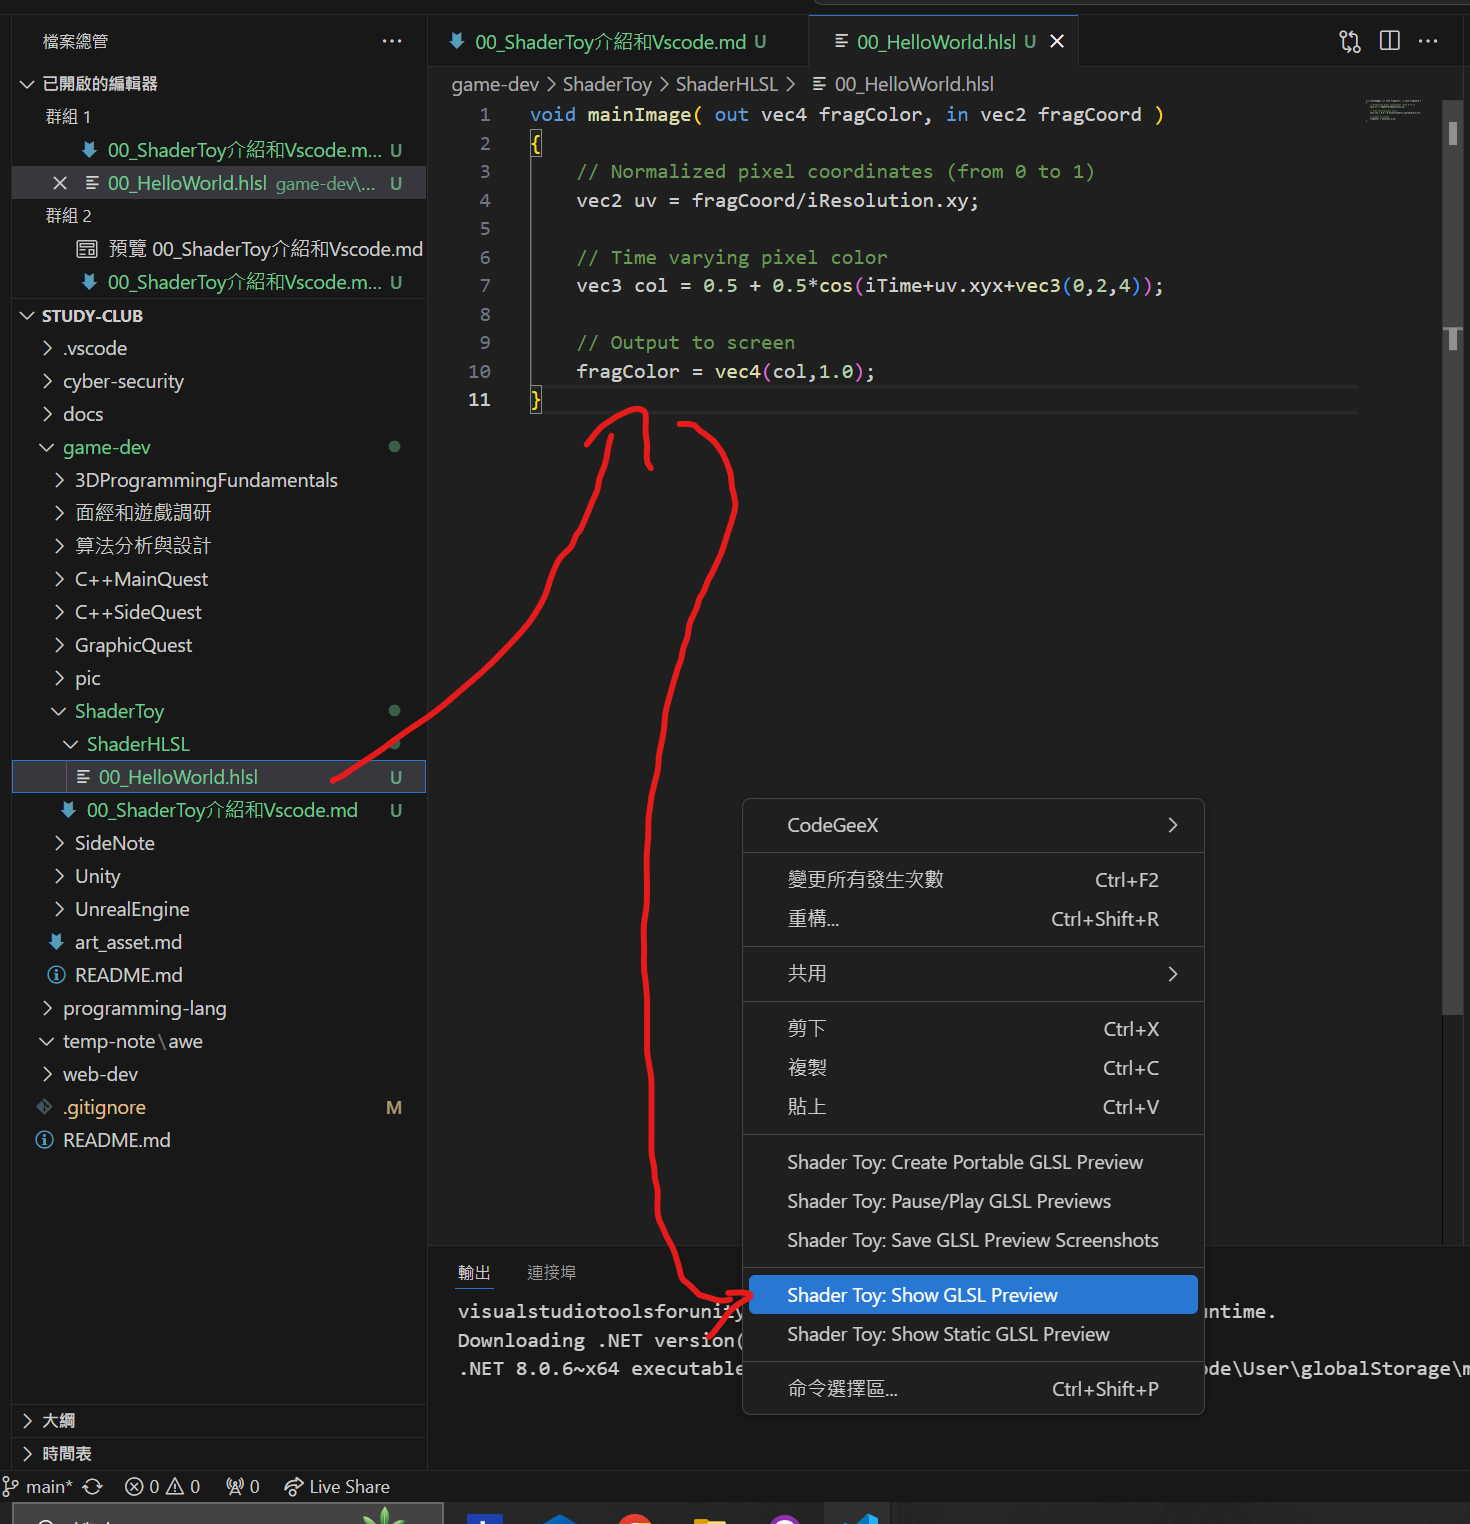 檔案總管
已開啟的編輯器
群組 1
00_ShaderToy介紹和Vscode.m... U
00_HelloWorld.hlsl game-dev\... U
群組 2
預覽 00_ShaderToy介紹和Vscode.md
00_ShaderToy介紹和Vscode.m... U
STUDY-CLUB
.vscode
cyber-security
docs
game-dev
3DProgrammingFundamentals
面經和遊戲調研
算法分析與設計
C++MainQuest
C++SideQuest
GraphicQuest
pic
ShaderToy
ShaderHLSL
00_HelloWorld.hlsl U
00_ShaderToy介紹和Vscode.md U
SideNote
Unity
UnrealEngine
art_asset.md
README.md
programming-lang
temp-note\awe
web-dev
.gitignore M
README.md
大綱
時間表
00_ShaderToy介紹和Vscode.md U
00_HelloWorld.hlsl U
game-dev > ShaderToy > ShaderHLSL > 00_HelloWorld.hlsl
1 void mainImage( out vec4 fragColor, in vec2 fragCoord )
2 {
3 // Normalized pixel coordinates (from 0 to 1)
4 vec2 uv = fragCoord/iResolution.xy;
5
6 // Time varying pixel color
7 vec3 col = 0.5 + 0.5*cos(iTime+uv.xyx+vec3(0,2,4));
8
9 // Output to screen
10 fragColor = vec4(col,1.0);
11 }
CodeGeeX
變更所有發生次數 Ctrl+F2
重構... Ctrl+Shift+R
共用
剪下 Ctrl+X
複製 Ctrl+C
貼上 Ctrl+V
Shader Toy: Create Portable GLSL Preview
Shader Toy: Pause/Play GLSL Previews
Shader Toy: Save GLSL Preview Screenshots
Shader Toy: Show GLSL Preview
Shader Toy: Show Static GLSL Preview
命令選擇區... Ctrl+Shift+P
輸出 連接埠
visualstudiotoolsforunity untime.
Downloading .NET version(
.NET 8.0.6~x64 executable ode\User\globalStorage\m
main* 0 0 0 Live Share